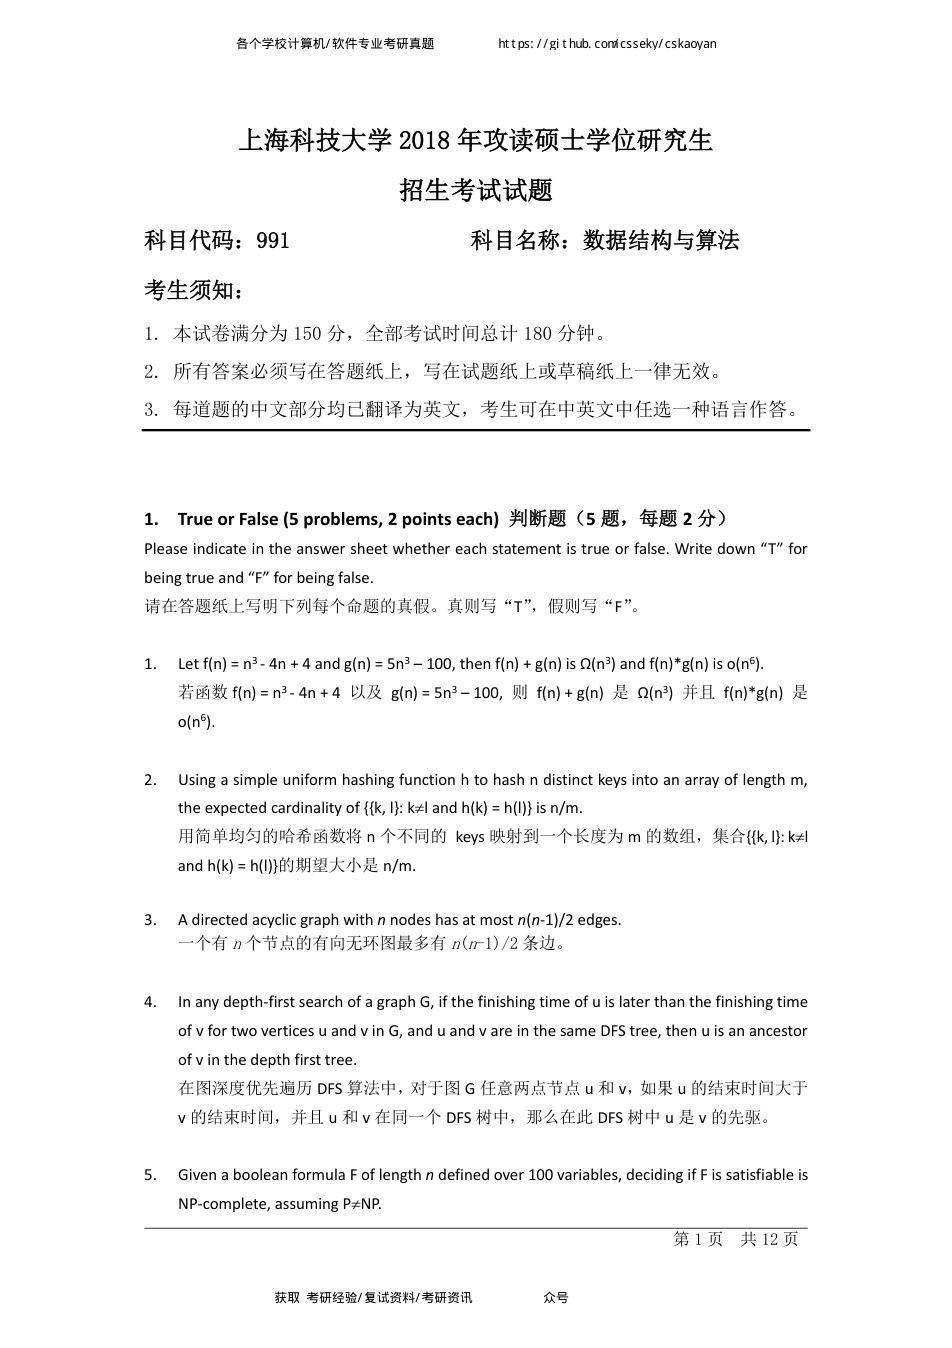 各个学校计算机/软件专业考研真题 https://github.com/csseky/cskaoyan
上海科技大学 2018 年攻读硕士学位研究生
招生考试试题
科目代码：991 科目名称：数据结构与算法
考生须知：
1. 本试卷满分为 150 分，全部考试时间总计 180 分钟。
2. 所有答案必须写在答题纸上，写在试题纸上或草稿纸上一律无效。
3. 每道题的中文部分均已翻译为英文，考生可在中英文中任选一种语言作答。
1. True or False (5 problems, 2 points each) 判断题（5 题，每题 2 分）
Please indicate in the answer sheet whether each statement is true or false. Write down “T” for
being true and “F” for being false.
请在答题纸上写明下列每个命题的真假。真则写“T”，假则写“F”。
1. Let f(n) = n³ - 4n + 4 and g(n) = 5n³ – 100, then f(n) + g(n) is Ω(n³) and f(n)*g(n) is o(n⁶).
若函数 f(n) = n³ - 4n + 4 以及 g(n) = 5n³ – 100, 则 f(n) + g(n) 是 Ω(n³) 并且 f(n)*g(n) 是
o(n⁶).
2. Using a simple uniform hashing function h to hash n distinct keys into an array of length m,
the expected cardinality of {{k, l}: k≠l and h(k) = h(l)} is n/m.
用简单均匀的哈希函数将 n 个不同的 keys 映射到一个长度为 m 的数组，集合{{k, l}: k≠l
and h(k) = h(l)}的期望大小是 n/m.
3. A directed acyclic graph with n nodes has at most n(n-1)/2 edges.
一个有 n 个节点的有向无环图最多有 n(n-1)/2 条边。
4. In any depth-first search of a graph G, if the finishing time of u is later than the finishing time
of v for two vertices u and v in G, and u and v are in the same DFS tree, then u is an ancestor
of v in the depth first tree.
在图深度优先遍历 DFS 算法中，对于图 G 任意两点节点 u 和 v，如果 u 的结束时间大于
v 的结束时间，并且 u 和 v 在同一个 DFS 树中，那么在此 DFS 树中 u 是 v 的先驱。
5. Given a boolean formula F of length n defined over 100 variables, deciding if F is satisfiable is
NP-complete, assuming P≠NP.
第 1 页 共 12 页
获取 考研经验/复试资料/考研资讯 众号